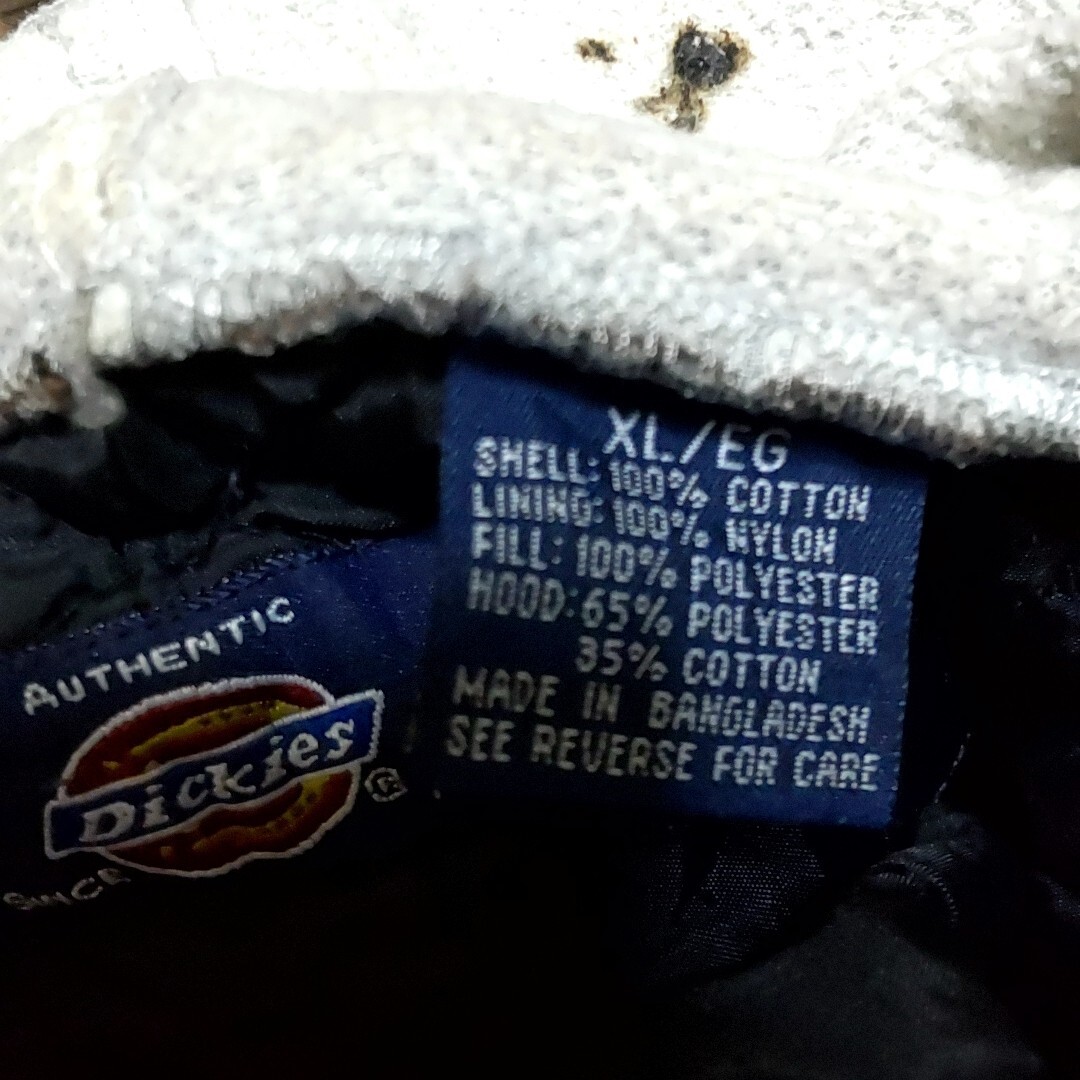 AUTHENTIC
Dickies
®
SINCE
XL/EG
SHELL: 100% COTTON
LINING: 100% NYLON
FILL: 100% POLYESTER
HOOD: 65% POLYESTER
35% COTTON
MADE IN BANGLADESH
SEE REVERSE FOR CARE